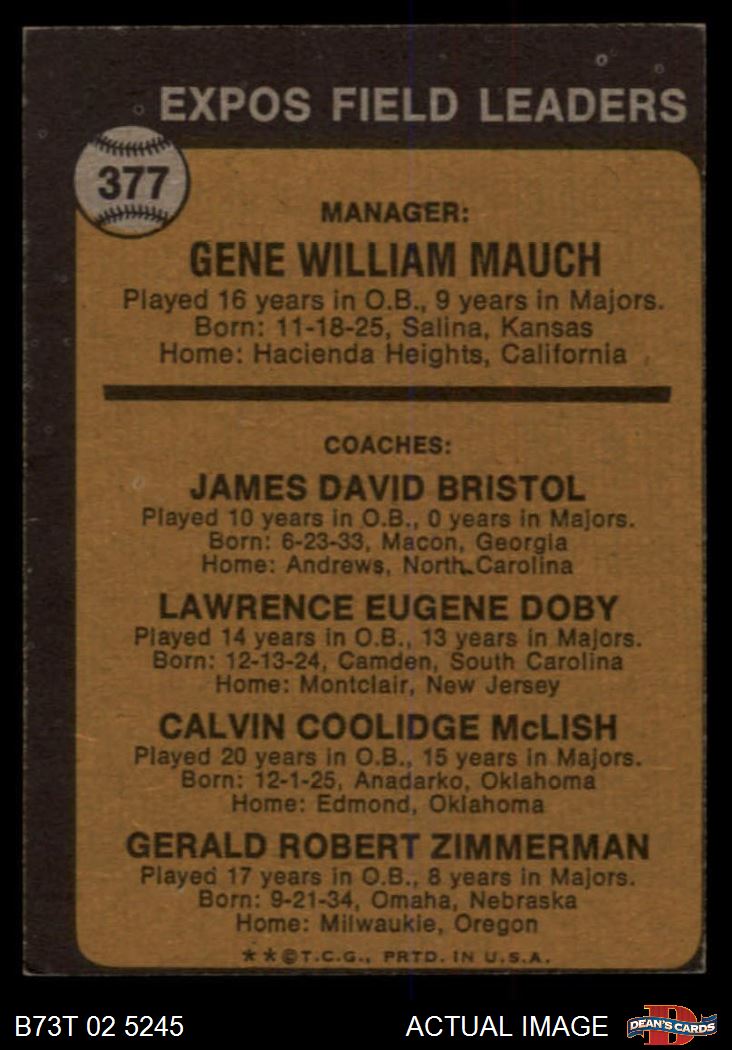 EXPOS FIELD LEADERS
377
MANAGER:
GENE WILLIAM MAUCH
Played 16 years in O.B., 9 years in Majors.
Born: 11-18-25, Salina, Kansas
Home: Hacienda Heights, California
COACHES:
JAMES DAVID BRISTOL
Played 10 years in O.B., 0 years in Majors.
Born: 6-23-33, Macon, Georgia
Home: Andrews, North Carolina
LAWRENCE EUGENE DOBY
Played 14 years in O.B., 13 years in Majors.
Born: 12-13-24, Camden, South Carolina
Home: Montclair, New Jersey
CALVIN COOLIDGE McLISH
Played 20 years in O.B., 15 years in Majors.
Born: 12-1-25, Anadarko, Oklahoma
Home: Edmond, Oklahoma
GERALD ROBERT ZIMMERMAN
Played 17 years in O.B., 8 years in Majors.
Born: 9-21-34, Omaha, Nebraska
Home: Milwaukie, Oregon
**©T.C.G., PRTD. IN U.S.A.
B73T 02 5245
ACTUAL IMAGE
D
DEAN'S CARDS